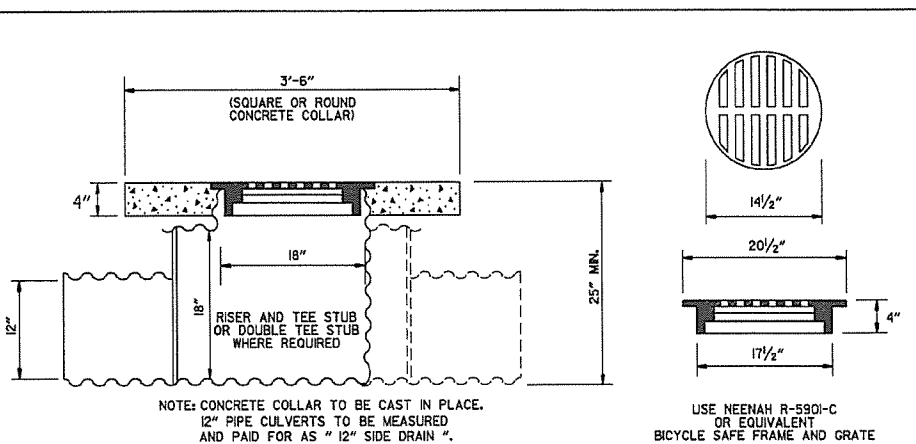 3'-6"
(SQUARE OR ROUND
CONCRETE COLLAR)
4"
18"
18"
12"
25" MIN.
RISER AND TEE STUB
OR DOUBLE TEE STUB
WHERE REQUIRED
NOTE: CONCRETE COLLAR TO BE CAST IN PLACE.
12" PIPE CULVERTS TO BE MEASURED
AND PAID FOR AS " 12" SIDE DRAIN ".
14½"
20½"
4"
17½"
USE NEENAH R-5901-C
OR EQUIVALENT
BICYCLE SAFE FRAME AND GRATE